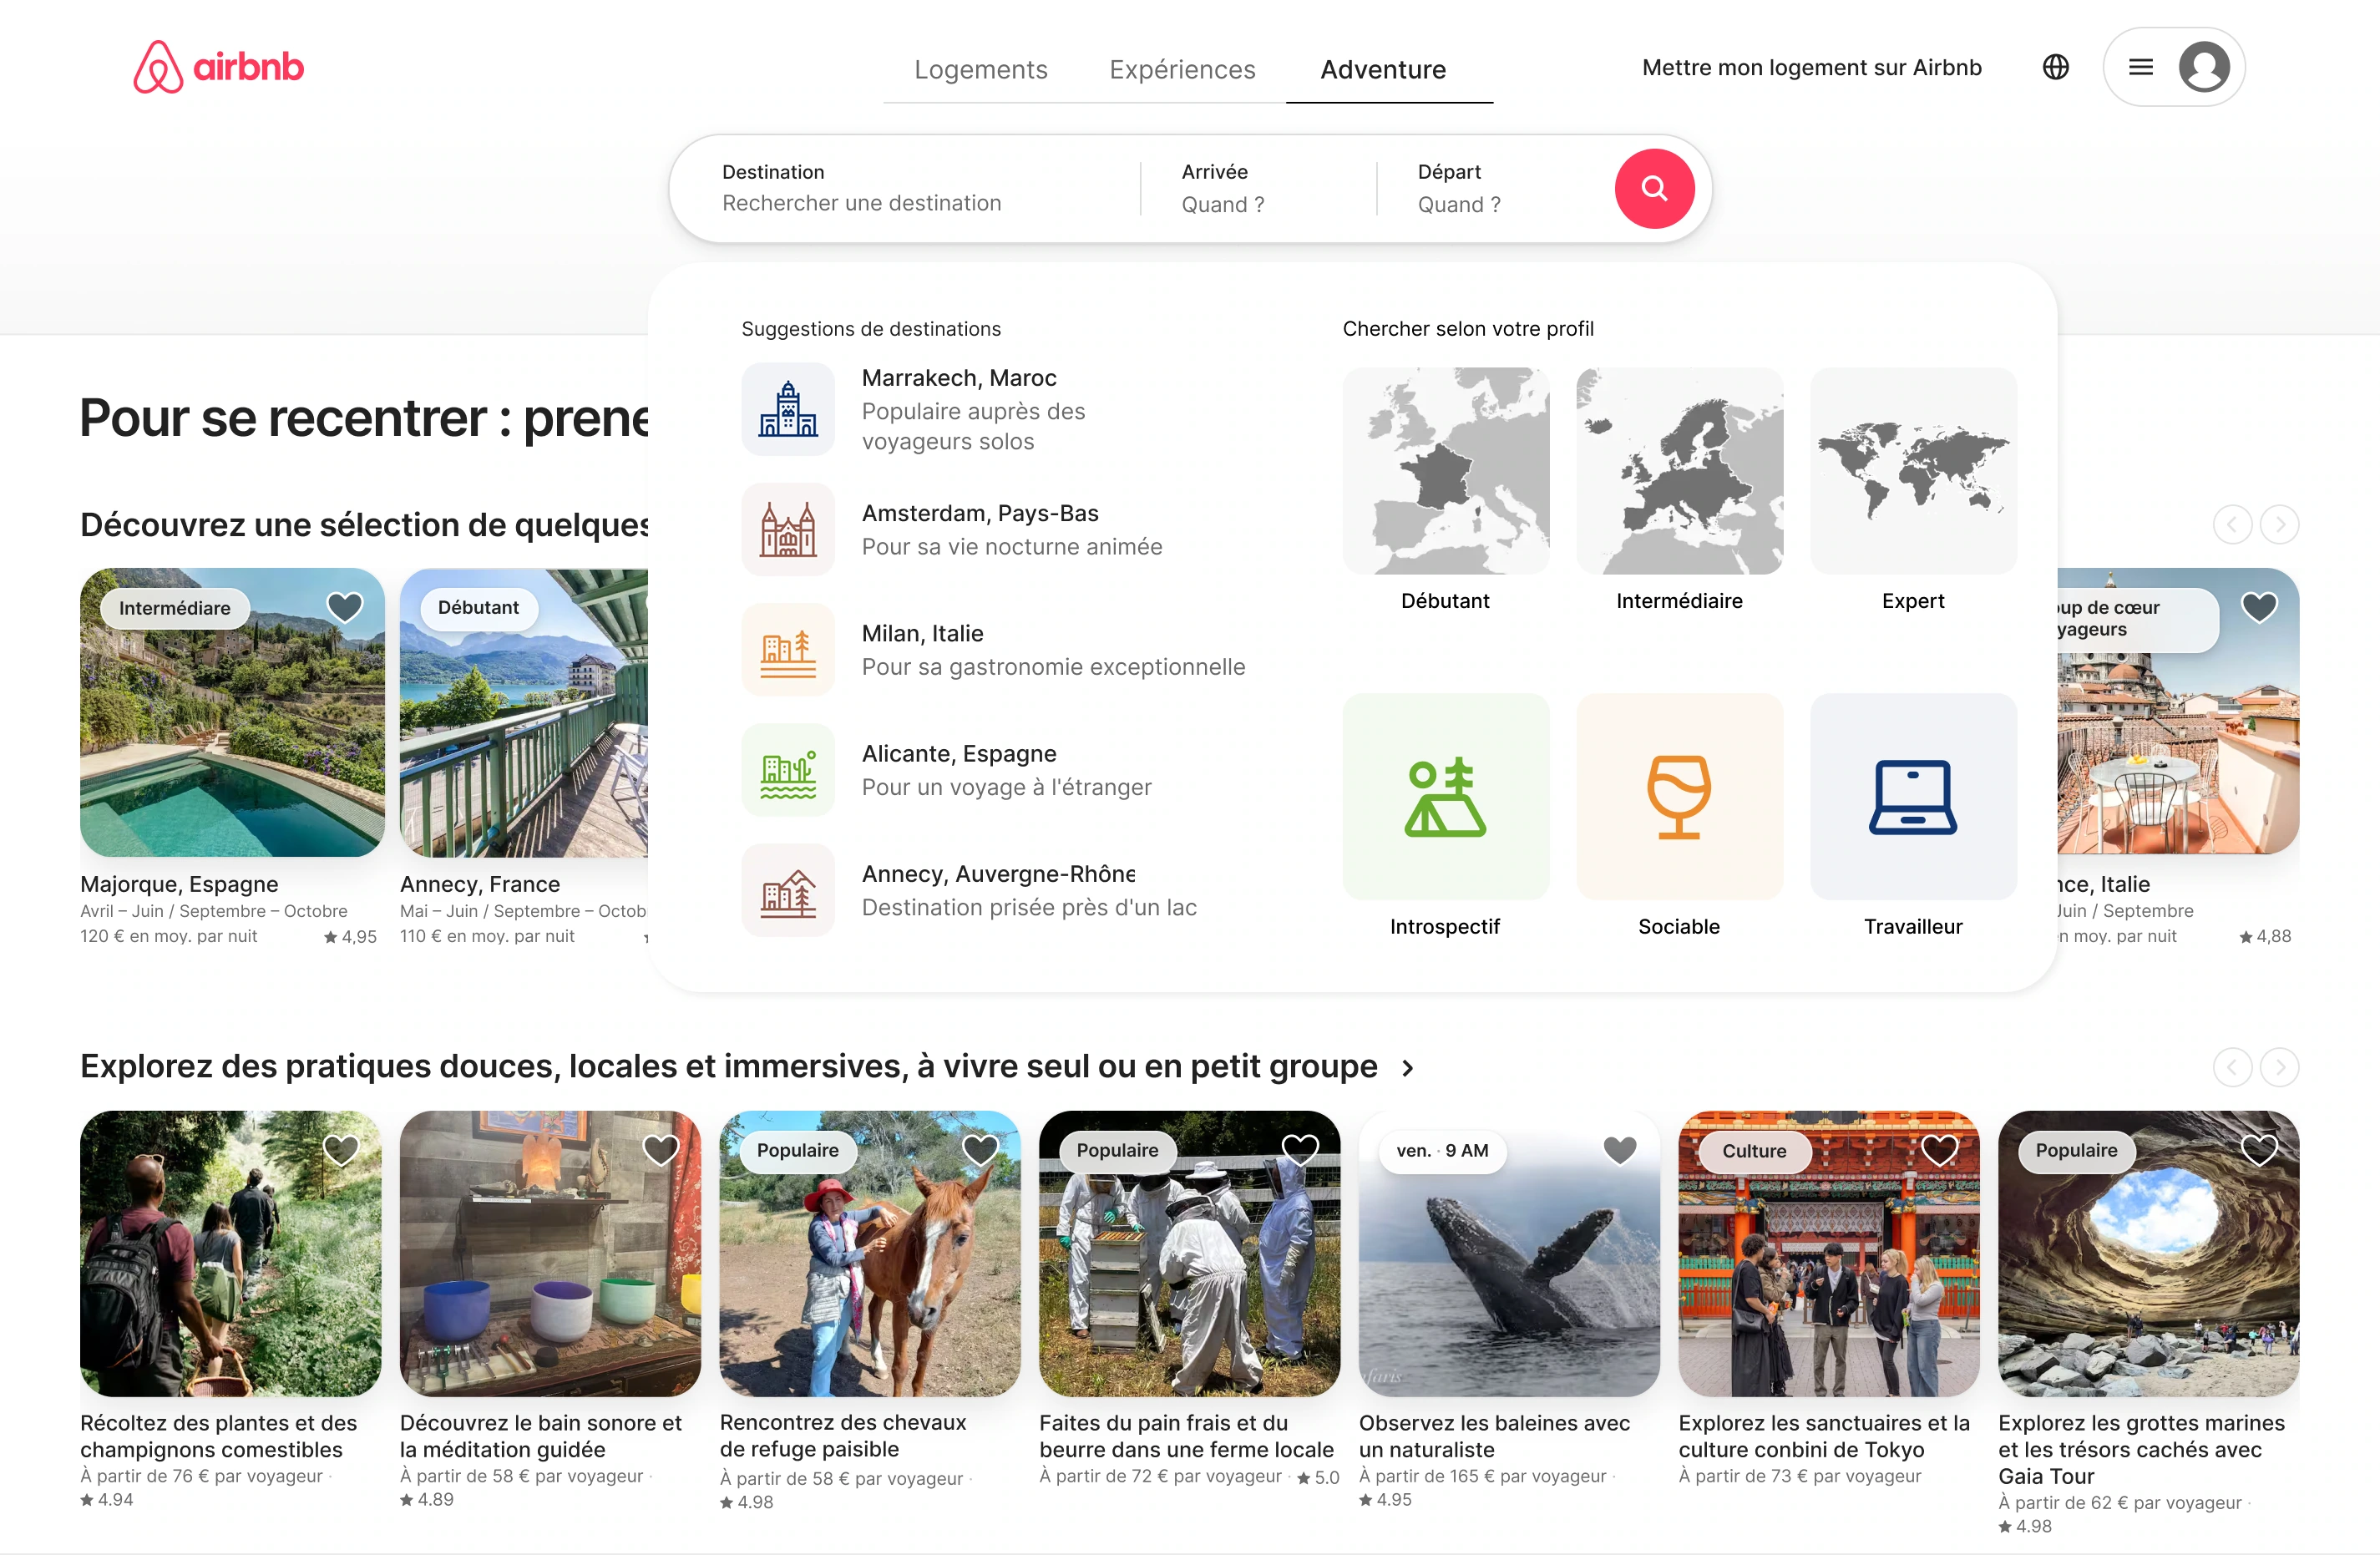 airbnb
Logements
Expériences
Adventure
Mettre mon logement sur Airbnb
Destination
Rechercher une destination
Arrivée
Quand ?
Départ
Quand ?
Suggestions de destinations
Marrakech, Maroc
Populaire auprès des
voyageurs solos
Amsterdam, Pays-Bas
Pour sa vie nocturne animée
Milan, Italie
Pour sa gastronomie exceptionnelle
Alicante, Espagne
Pour un voyage à l'étranger
Annecy, Auvergne-Rhône
Destination prisée près d'un lac
Chercher selon votre profil
Débutant
Intermédiaire
Expert
Introspectif
Sociable
Travailleur
Pour se recentrer : prene
Découvrez une sélection de quelques
Intermédiare
Majorque, Espagne
Avril – Juin / Septembre – Octobre
120 € en moy. par nuit
★ 4,95
Débutant
Annecy, France
Mai – Juin / Septembre – Octob
110 € en moy. par nuit
oup de cœur
yageurs
nce, Italie
Juin / Septembre
en moy. par nuit
★ 4,88
Explorez des pratiques douces, locales et immersives, à vivre seul ou en petit groupe
Récoltez des plantes et des
champignons comestibles
À partir de 76 € par voyageur ·
★ 4.94
Découvrez le bain sonore et
la méditation guidée
À partir de 58 € par voyageur ·
★ 4.89
Populaire
Rencontrez des chevaux
de refuge paisible
À partir de 58 € par voyageur ·
★ 4.98
Populaire
Faites du pain frais et du
beurre dans une ferme locale
À partir de 72 € par voyageur · ★ 5.0
ven. · 9 AM
Observez les baleines avec
un naturaliste
À partir de 165 € par voyageur ·
★ 4.95
Culture
Explorez les sanctuaires et la
culture conbini de Tokyo
À partir de 73 € par voyageur
Populaire
Explorez les grottes marines
et les trésors cachés avec
Gaia Tour
À partir de 62 € par voyageur ·
★ 4.98